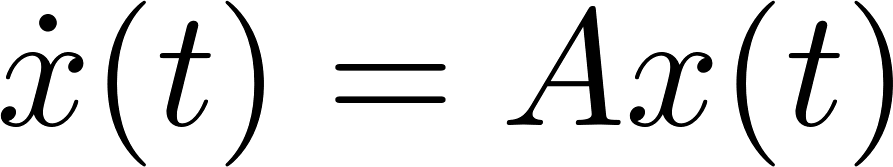 ẋ(t) = Ax(t)